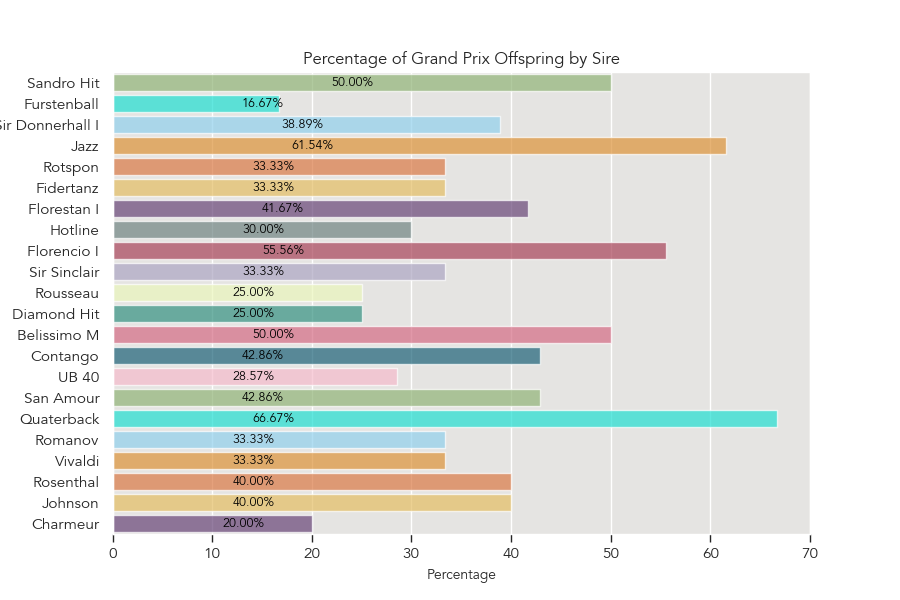 Percentage of Grand Prix Offspring by Sire
Sandro Hit 50.00%
Furstenball 16.67%
Sir Donnerhall I 38.89%
Jazz 61.54%
Rotspon 33.33%
Fidertanz 33.33%
Florestan I 41.67%
Hotline 30.00%
Florencio I 55.56%
Sir Sinclair 33.33%
Rousseau 25.00%
Diamond Hit 25.00%
Belissimo M 50.00%
Contango 42.86%
UB 40 28.57%
San Amour 42.86%
Quaterback 66.67%
Romanov 33.33%
Vivaldi 33.33%
Rosenthal 40.00%
Johnson 40.00%
Charmeur 20.00%
0 10 20 30 40 50 60 70
Percentage